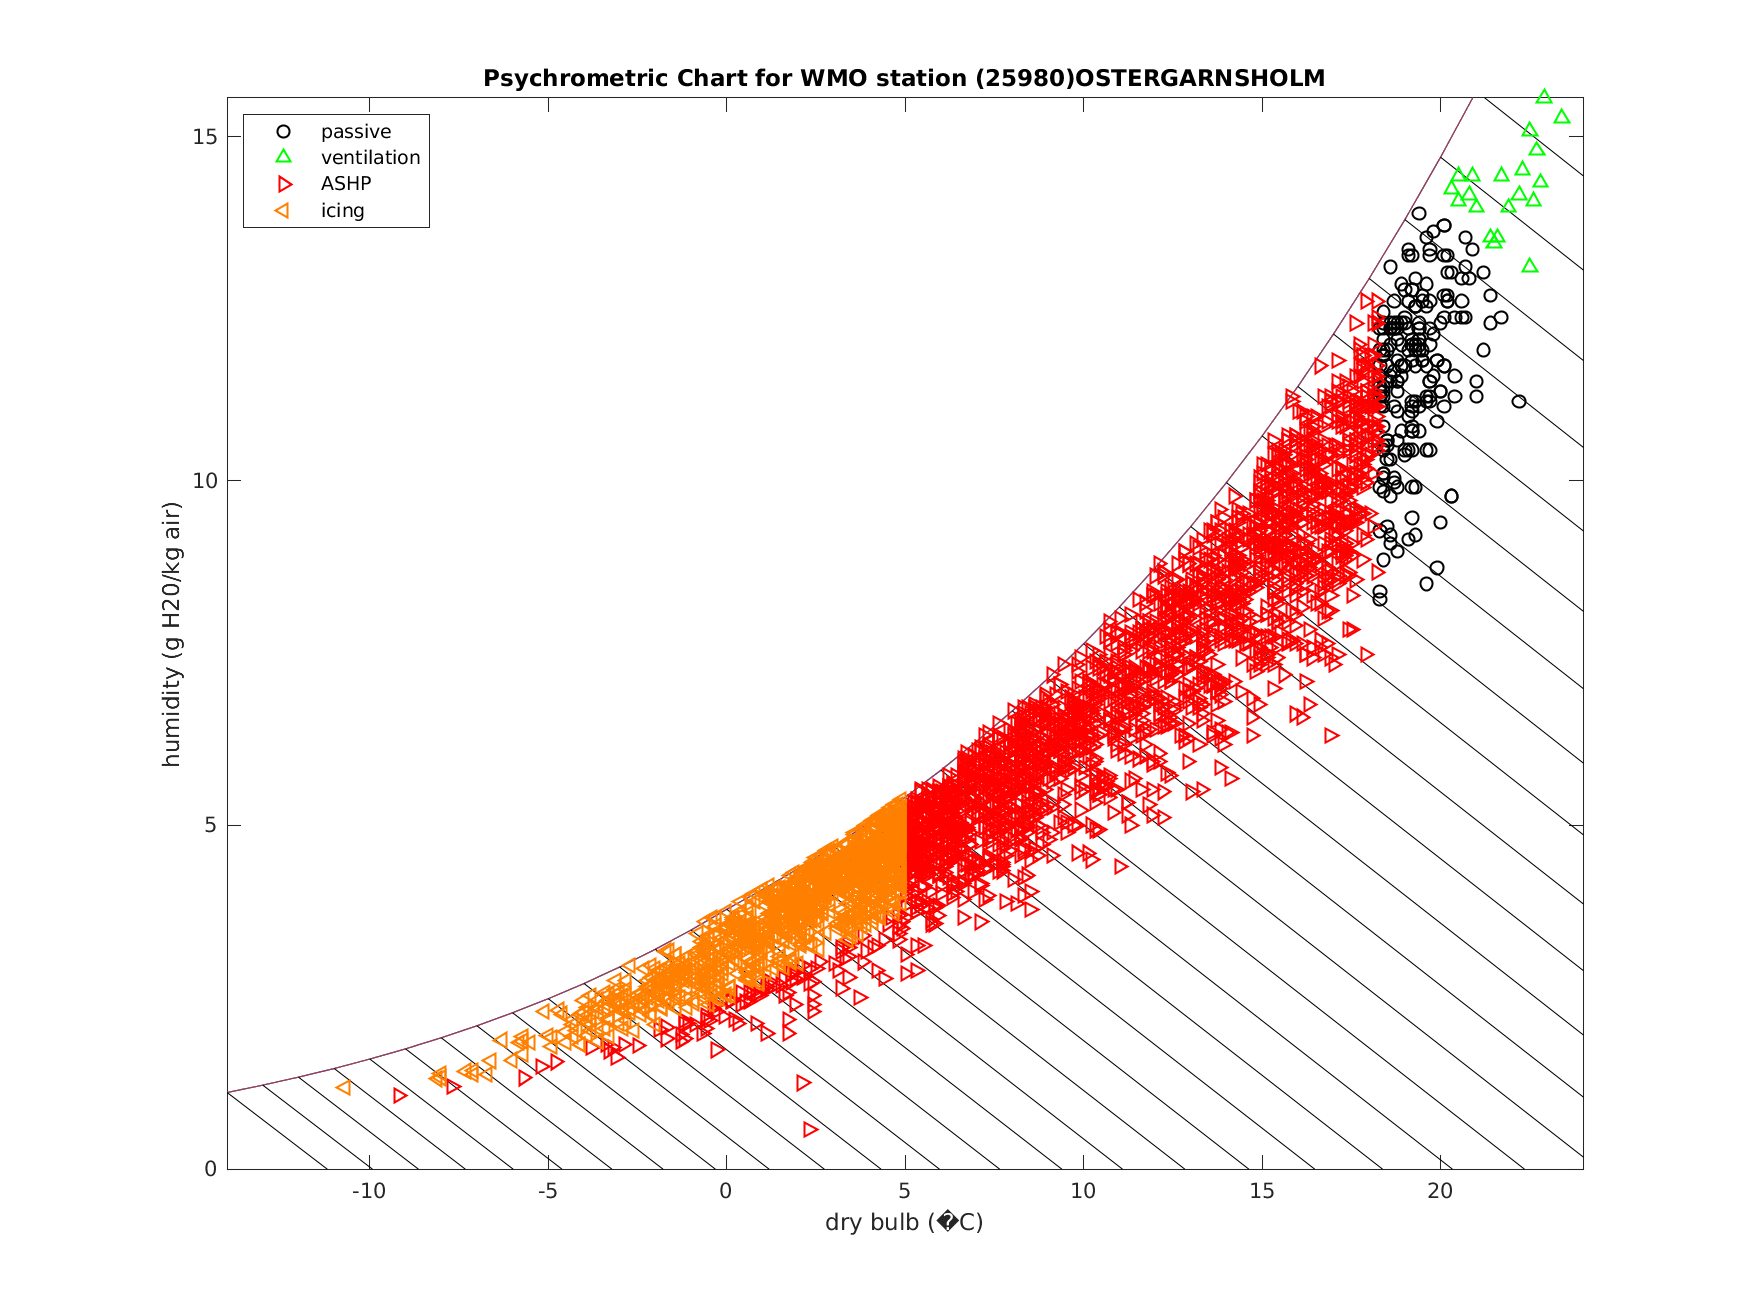 Psychrometric Chart for WMO station (25980)OSTERGARNSHOLM
passive
ventilation
ASHP
icing
15
10
5
0
humidity (g H20/kg air)
-10 -5 0 5 10 15 20
dry bulb (�C)